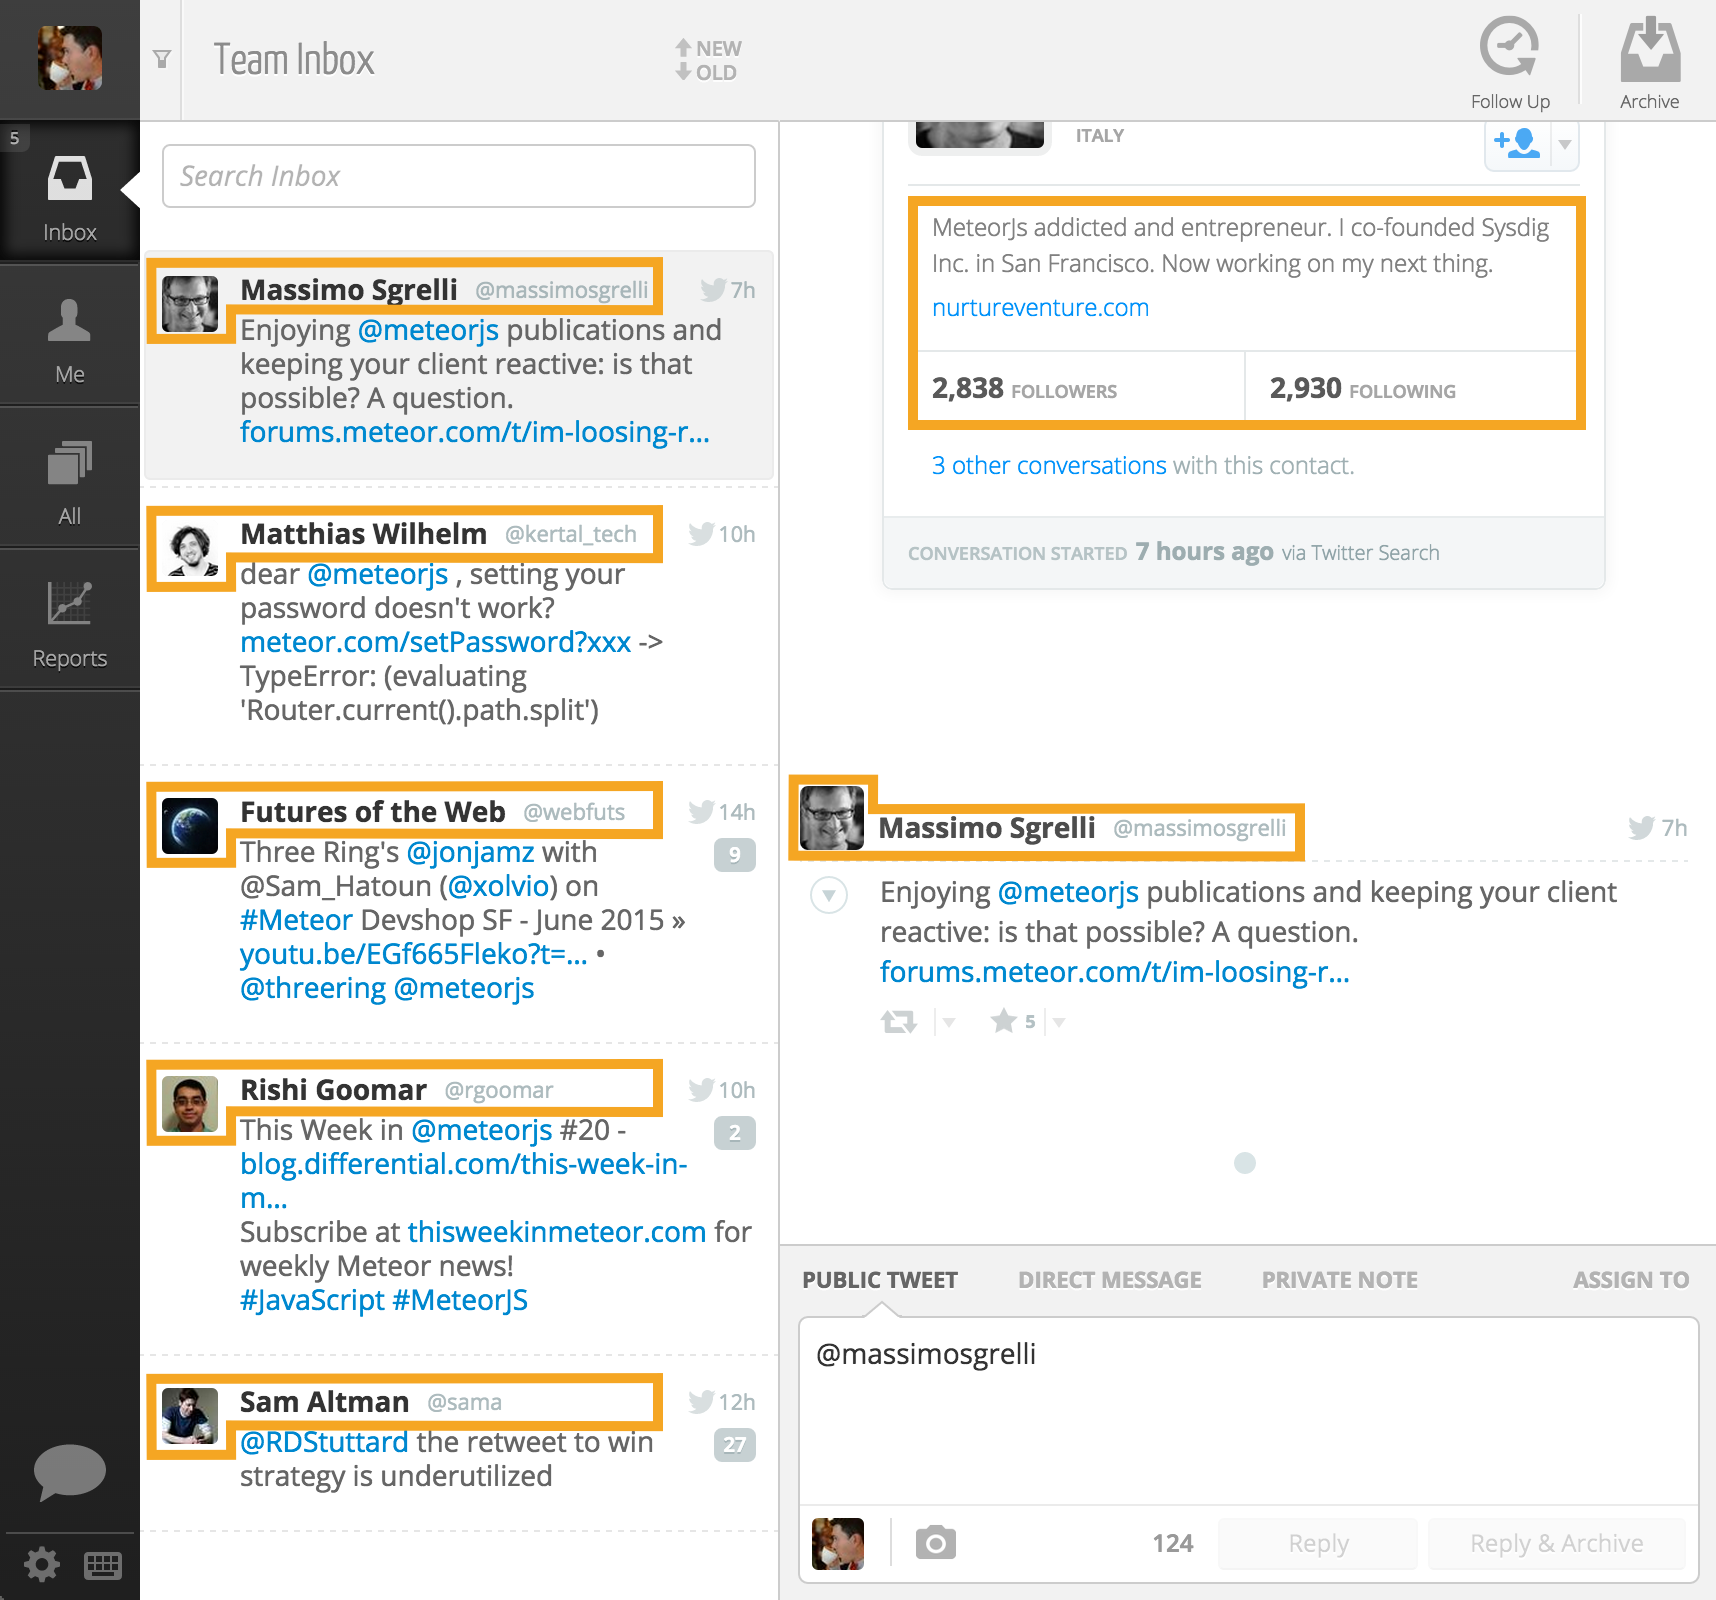 Team Inbox
NEW
OLD
Follow Up
Archive
5
Inbox
Me
All
Reports
Search Inbox
Massimo Sgrelli @massimosgrelli 7h
Enjoying @meteorjs publications and
keeping your client reactive: is that
possible? A question.
forums.meteor.com/t/im-loosing-r...
Matthias Wilhelm @kertal_tech 10h
dear @meteorjs , setting your
password doesn't work?
meteor.com/setPassword?xxx ->
TypeError: (evaluating
'Router.current().path.split')
Futures of the Web @webfuts 14h
9
Three Ring's @jonjamz with
@Sam_Hatoun (@xolvio) on
#Meteor Devshop SF - June 2015 »
youtu.be/EGf665Fleko?t=... •
@threering @meteorjs
Rishi Goomar @rgoomar 10h
2
This Week in @meteorjs #20 -
blog.differential.com/this-week-in-
m...
Subscribe at thisweekinmeteor.com for
weekly Meteor news!
#JavaScript #MeteorJS
Sam Altman @sama 12h
27
@RDStuttard the retweet to win
strategy is underutilized
ITALY
MeteorJs addicted and entrepreneur. I co-founded Sysdig
Inc. in San Francisco. Now working on my next thing.
nurtureventure.com
2,838 FOLLOWERS 2,930 FOLLOWING
3 other conversations with this contact.
CONVERSATION STARTED 7 hours ago via Twitter Search
Massimo Sgrelli @massimosgrelli 7h
Enjoying @meteorjs publications and keeping your client
reactive: is that possible? A question.
forums.meteor.com/t/im-loosing-r...
5
PUBLIC TWEET DIRECT MESSAGE PRIVATE NOTE ASSIGN TO
@massimosgrelli
124 Reply Reply & Archive